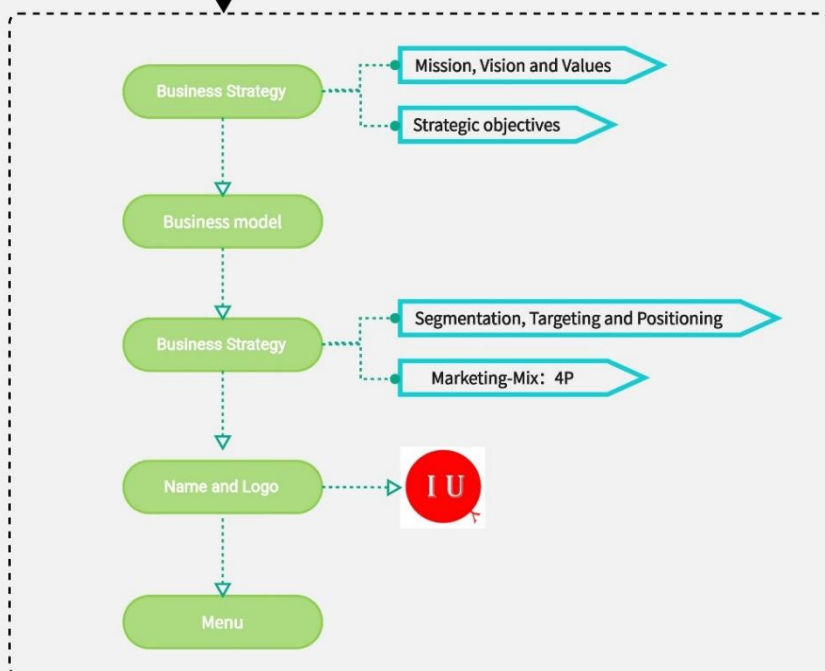 Business Strategy
Mission, Vision and Values
Strategic objectives
Business model
Business Strategy
Segmentation, Targeting and Positioning
Marketing-Mix：4P
Name and Logo
I U
Menu